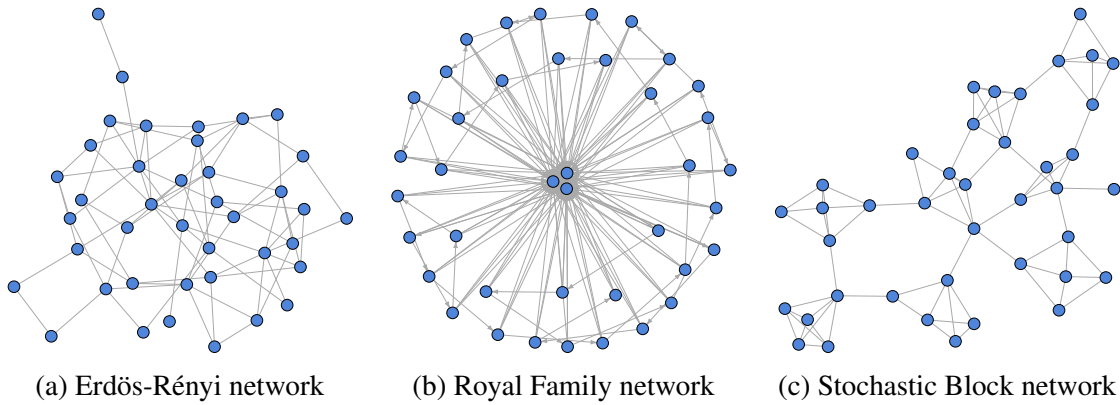 (a) Erdös-Rényi network
(b) Royal Family network
(c) Stochastic Block network